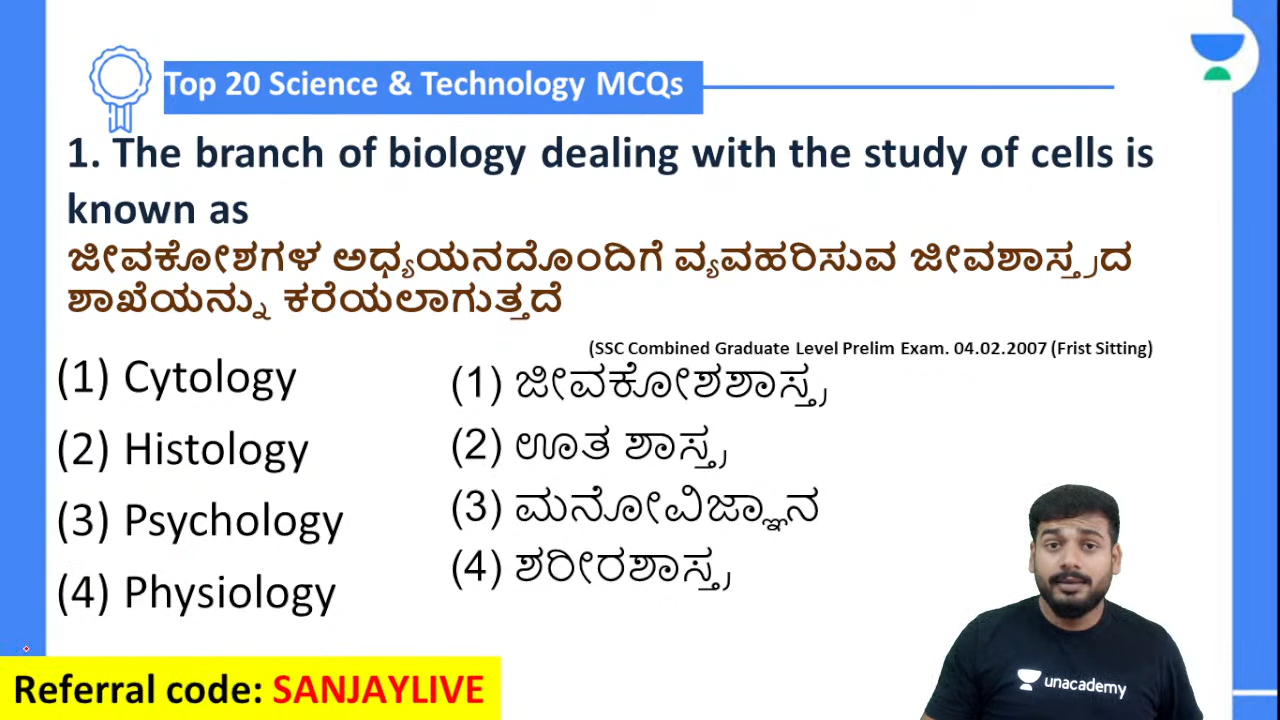 Top 20 Science & Technology MCQs
1. The branch of biology dealing with the study of cells is
known as
ಜೀವಕೋಶಗಳ ಅಧ್ಯಯನದೊಂದಿಗೆ ವ್ಯವಹರಿಸುವ ಜೀವಶಾಸ್ತ್ರದ
ಶಾಖೆಯನ್ನು ಕರೆಯಲಾಗುತ್ತದೆ
(SSC Combined Graduate Level Prelim Exam. 04.02.2007 (Frist Sitting)
(1) Cytology
(2) Histology
(3) Psychology
(4) Physiology
(1) ಜೀವಕೋಶಶಾಸ್ತ್ರ
(2) ಊತ ಶಾಸ್ತ್ರ
(3) ಮನೋವಿಜ್ಞಾನ
(4) ಶರೀರಶಾಸ್ತ್ರ
unacademy
Referral code: SANJAYLIVE